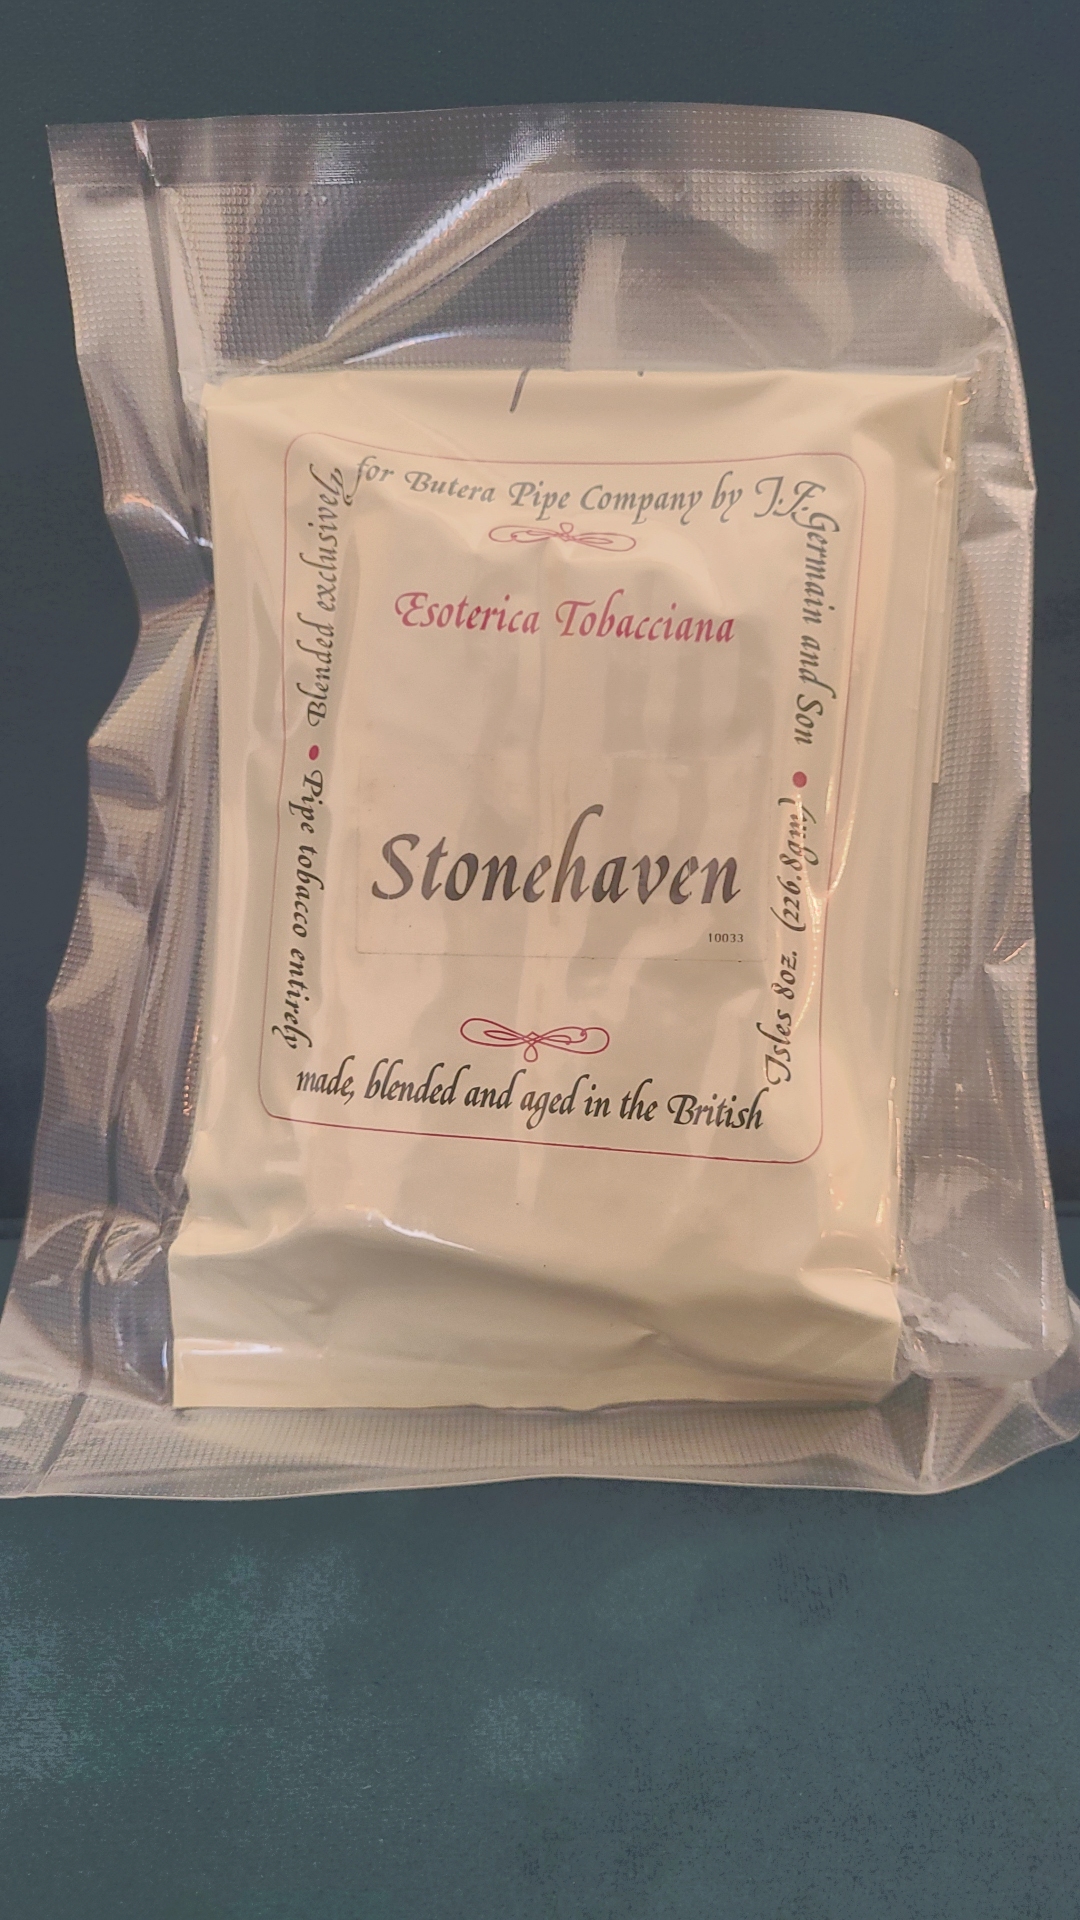 Blended exclusively
for Butera Pipe Company by J.F.Germain and Son
Esoterica Tobacciana
Stonehaven
10033
Pipe tobacco entirely
made, blended and aged in the British
Isles 8oz. (226.8gm)